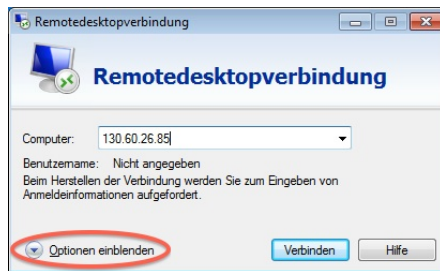 Remotedesktopverbindung
Remotedesktopverbindung
Computer: 130.60.26.85
Benutzername: Nicht angegeben
Beim Herstellen der Verbindung werden Sie zum Eingeben von
Anmeldeinformationen aufgefordert.
Optionen einblenden Verbinden Hilfe